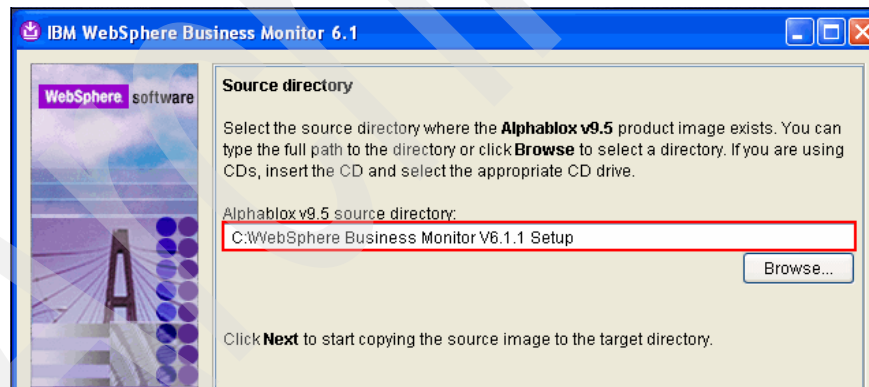 IBM WebSphere Business Monitor 6.1
WebSphere software
Source directory
Select the source directory where the Alphablox v9.5 product image exists. You can
type the full path to the directory or click Browse to select a directory. If you are using
CDs, insert the CD and select the appropriate CD drive.
Alphablox v9.5 source directory:
C:\WebSphere Business Monitor V6.1.1 Setup
Browse...
Click Next to start copying the source image to the target directory.